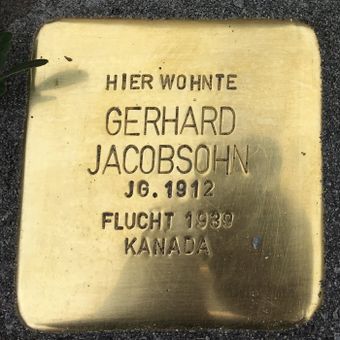 HIER WOHNTE
GERHARD
JACOBSOHN
JG. 1912
FLUCHT 1939
KANADA